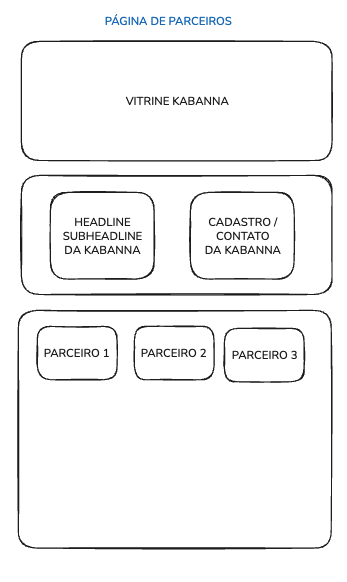 PÁGINA DE PARCEIROS
VITRINE KABANNA
HEADLINE
SUBHEADLINE
DA KABANNA
CADASTRO /
CONTATO
DA KABANNA
PARCEIRO 1
PARCEIRO 2
PARCEIRO 3